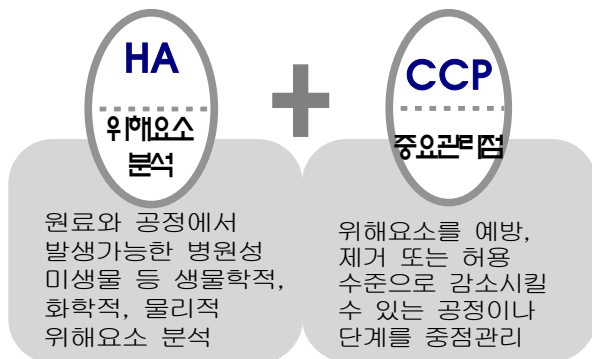 HA
위해요소
분석
+
CCP
중요관리점
원료와 공정에서
발생가능한 병원성
미생물 등 생물학적,
화학적, 물리적
위해요소 분석
위해요소를 예방,
제거 또는 허용
수준으로 감소시킬
수 있는 공정이나
단계를 중점관리